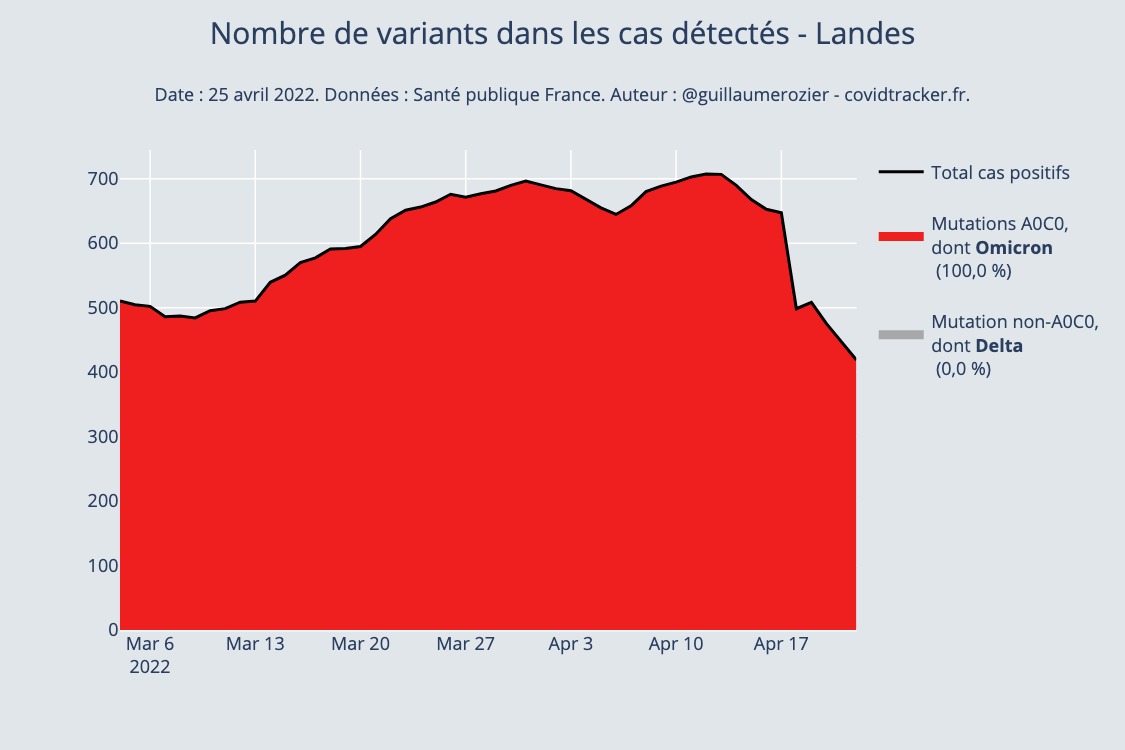 Nombre de variants dans les cas détectés - Landes
Date : 25 avril 2022. Données : Santé publique France. Auteur : @guillaumerozier - covidtracker.fr.
700
600
500
400
300
200
100
0
Mar 6
2022
Mar 13
Mar 20
Mar 27
Apr 3
Apr 10
Apr 17
Total cas positifs
Mutations A0C0,
dont Omicron
(100,0 %)
Mutation non-A0C0,
dont Delta
(0,0 %)